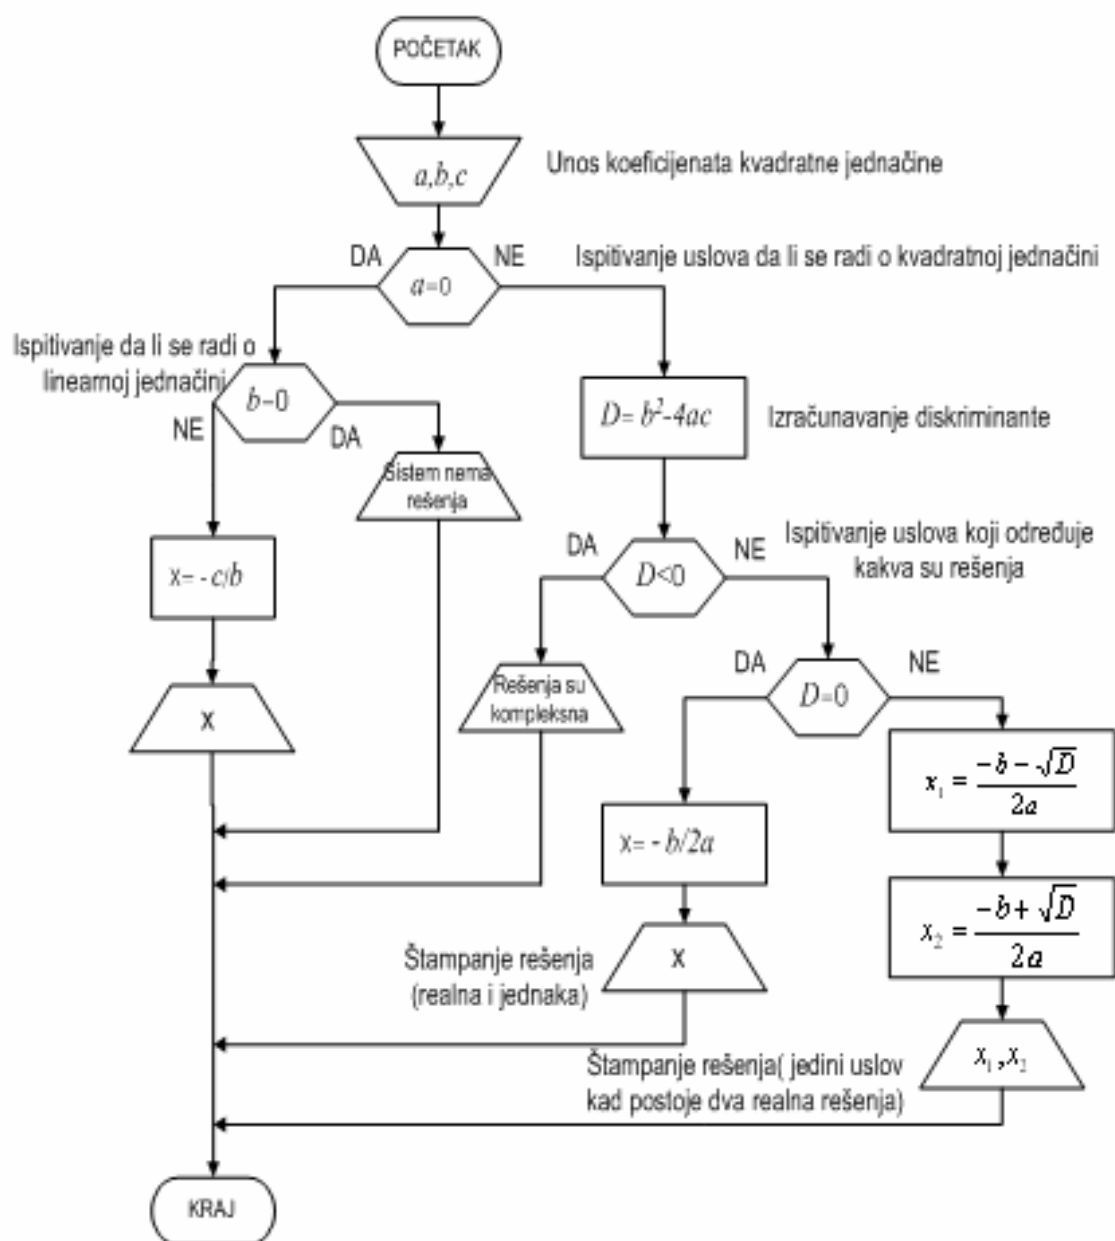 POČETAK
a,b,c
Unos koeficijenata kvadratne jednačine
DA
NE
Ispitivanje uslova da li se radi o kvadratnoj jednačini
a=0
Ispitivanje da li se radi o
linearnoj jednačini
b=0
NE
DA
D= b²-4ac
Izračunavanje diskriminante
Sistem nema
rešenja
x= - c/b
DA
NE
Ispitivanje uslova koji određuje
kakva su rešenja
D<0
x
Rešenja su
kompleksna
DA
NE
D=0
x₁ = (-b-√D)/2a
x= - b/2a
x₂ = (-b+√D)/2a
Štampanje rešenja
(realna i jednaka)
x
Štampanje rešenja( jedini uslov
kad postoje dva realna rešenja)
x₁ ,x₂
KRAJ